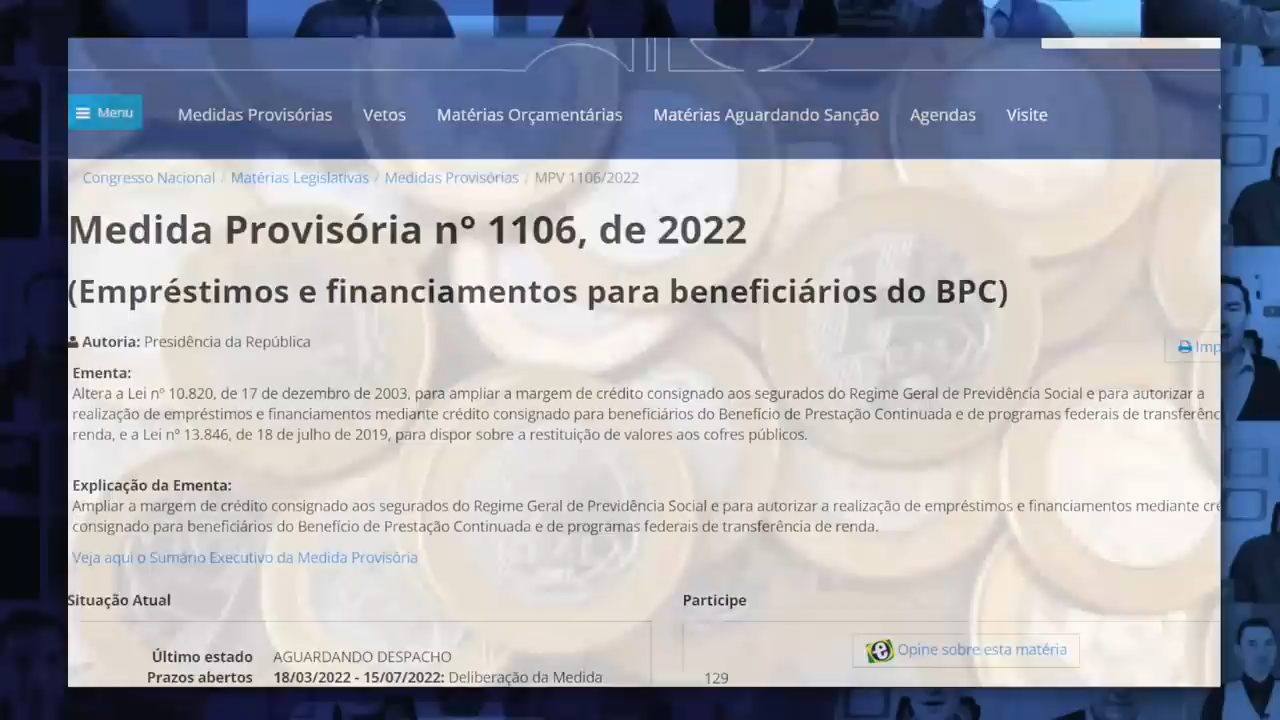 Menu
Medidas Provisórias Vetos Matérias Orçamentárias Matérias Aguardando Sanção Agendas Visite
Congresso Nacional / Matérias Legislativas / Medidas Provisórias / MPV 1106/2022
Medida Provisória n° 1106, de 2022
(Empréstimos e financiamentos para beneficiários do BPC)
Autoria: Presidência da República
Imp
Ementa:
Altera a Lei nº 10.820, de 17 de dezembro de 2003, para ampliar a margem de crédito consignado aos segurados do Regime Geral de Previdência Social e para autorizar a
realização de empréstimos e financiamentos mediante crédito consignado para beneficiários do Benefício de Prestação Continuada e de programas federais de transferênc
renda, e a Lei nº 13.846, de 18 de julho de 2019, para dispor sobre a restituição de valores aos cofres públicos.
Explicação da Ementa:
Ampliar a margem de crédito consignado aos segurados do Regime Geral de Previdência Social e para autorizar a realização de empréstimos e financiamentos mediante cré
consignado para beneficiários do Benefício de Prestação Continuada e de programas federais de transferência de renda.
Veja aqui o Sumário Executivo da Medida Provisória
Situação Atual
Participe
Último estado AGUARDANDO DESPACHO
Opine sobre esta matéria
Prazos abertos 18/03/2022 - 15/07/2022: Deliberação da Medida
129